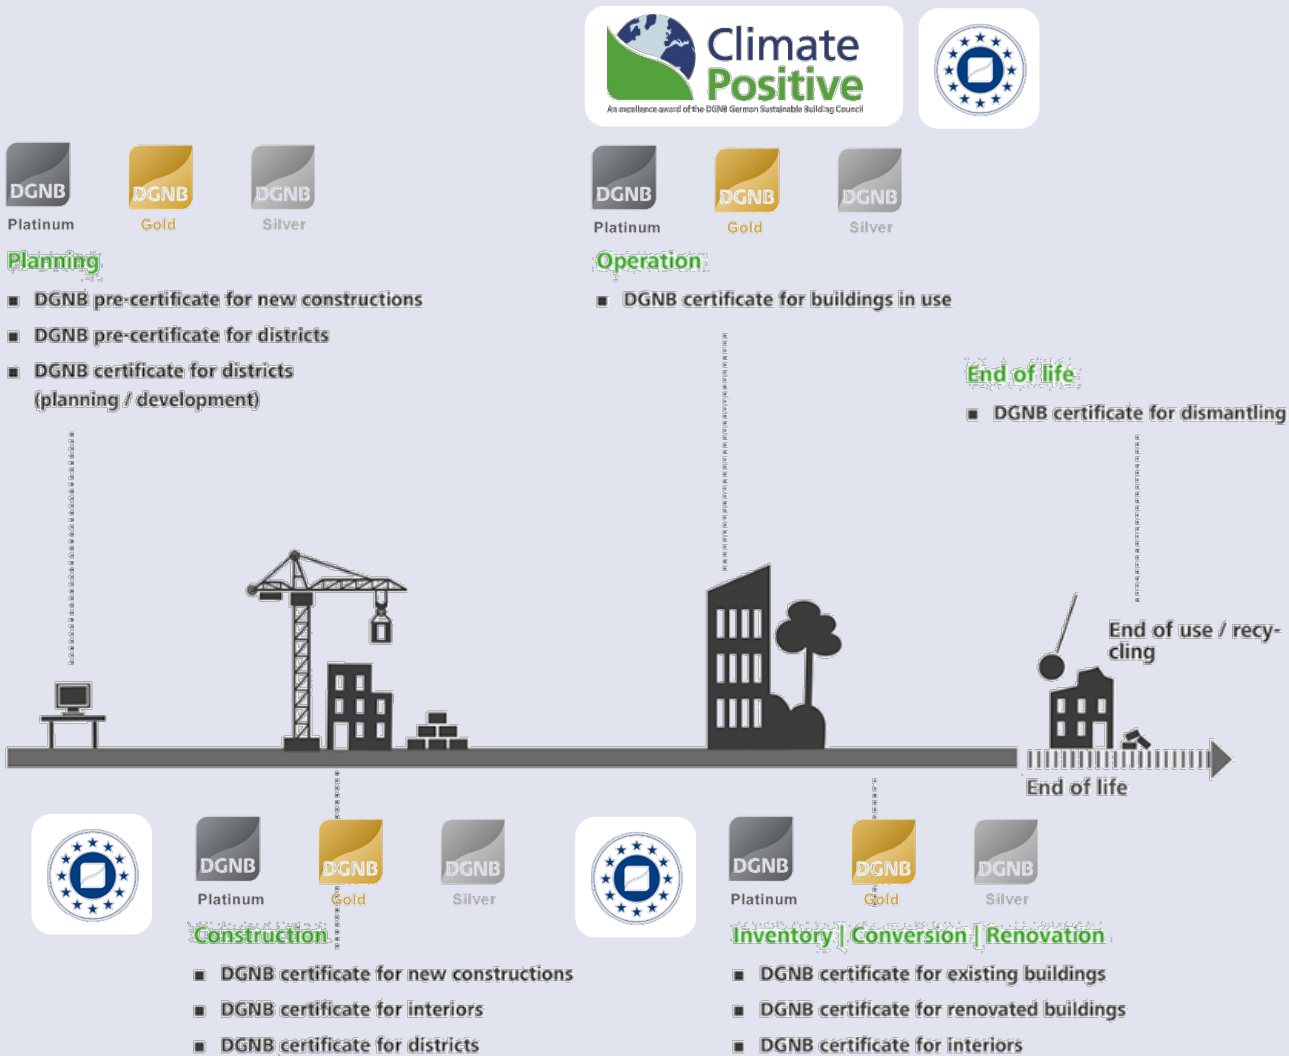 Climate
Positive
An excellence award of the DGNB German Sustainable Building Council
DGNB
DGNB
DGNB
Platinum
Gold
Silver
Planning
■ DGNB pre-certificate for new constructions
■ DGNB pre-certificate for districts
■ DGNB certificate for districts
(planning / development)
DGNB
DGNB
DGNB
Platinum
Gold
Silver
Operation
■ DGNB certificate for buildings in use
End of life
■ DGNB certificate for dismantling
End of use / recy-
cling
End of life
DGNB
DGNB
DGNB
Platinum
Gold
Silver
Construction
■ DGNB certificate for new constructions
■ DGNB certificate for interiors
■ DGNB certificate for districts
DGNB
DGNB
DGNB
Platinum
Gold
Silver
Inventory | Conversion | Renovation
■ DGNB certificate for existing buildings
■ DGNB certificate for renovated buildings
■ DGNB certificate for interiors